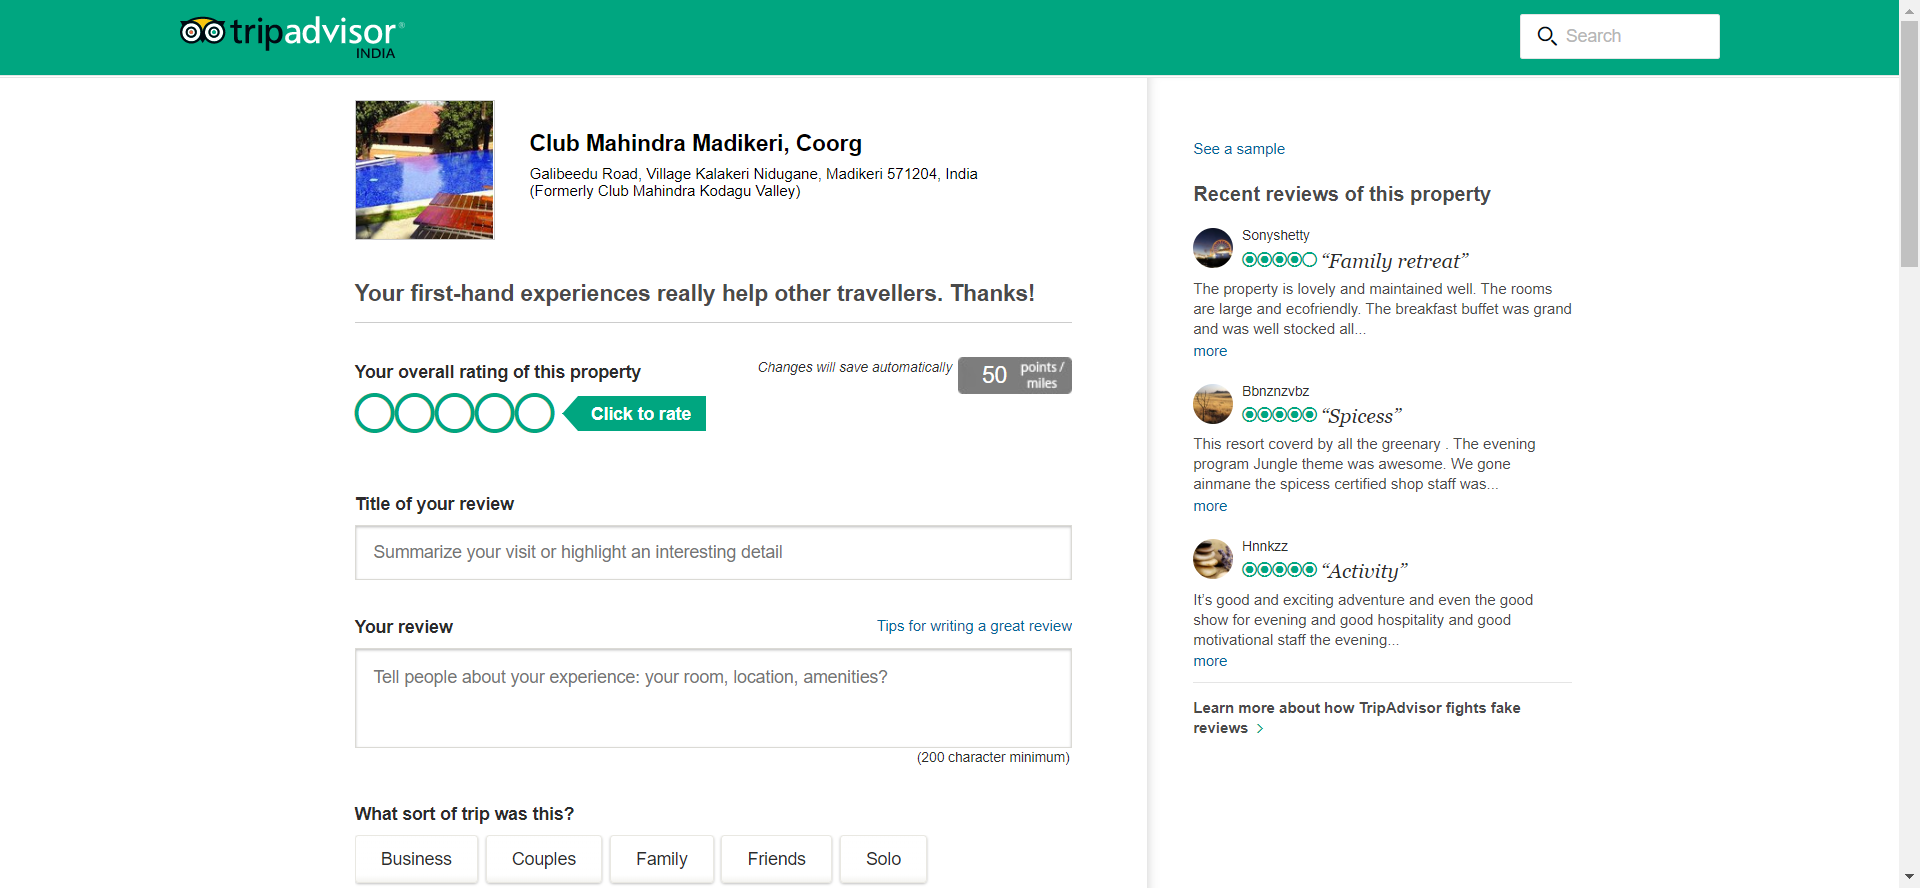 tripadvisor®
INDIA
Search
Club Mahindra Madikeri, Coorg
Galibeedu Road, Village Kalakeri Nidugane, Madikeri 571204, India
(Formerly Club Mahindra Kodagu Valley)
Your first-hand experiences really help other travellers. Thanks!
Your overall rating of this property
Changes will save automatically
50 points / miles
Click to rate
Title of your review
Summarize your visit or highlight an interesting detail
Your review
Tips for writing a great review
Tell people about your experience: your room, location, amenities?
(200 character minimum)
What sort of trip was this?
Business
Couples
Family
Friends
Solo
See a sample
Recent reviews of this property
Sonyshetty
“Family retreat”
The property is lovely and maintained well. The rooms
are large and ecofriendly. The breakfast buffet was grand
and was well stocked all...
more
Bbnznzvbz
“Spicess”
This resort coverd by all the greenary . The evening
program Jungle theme was awesome. We gone
ainmane the spicess certified shop staff was...
more
Hnnkzz
“Activity”
It’s good and exciting adventure and even the good
show for evening and good hospitality and good
motivational staff the evening...
more
Learn more about how TripAdvisor fights fake
reviews